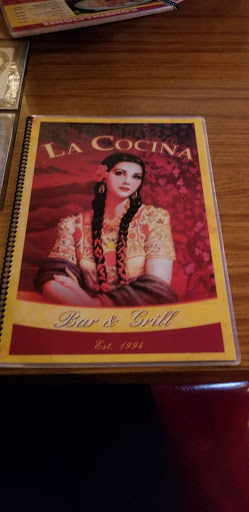 LA COCINA
Bar & Grill
Est. 1994